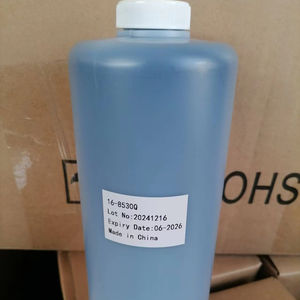 16-8530Q
Lot No:20241216
Expiry Date:06-2026
Made in China
OHS